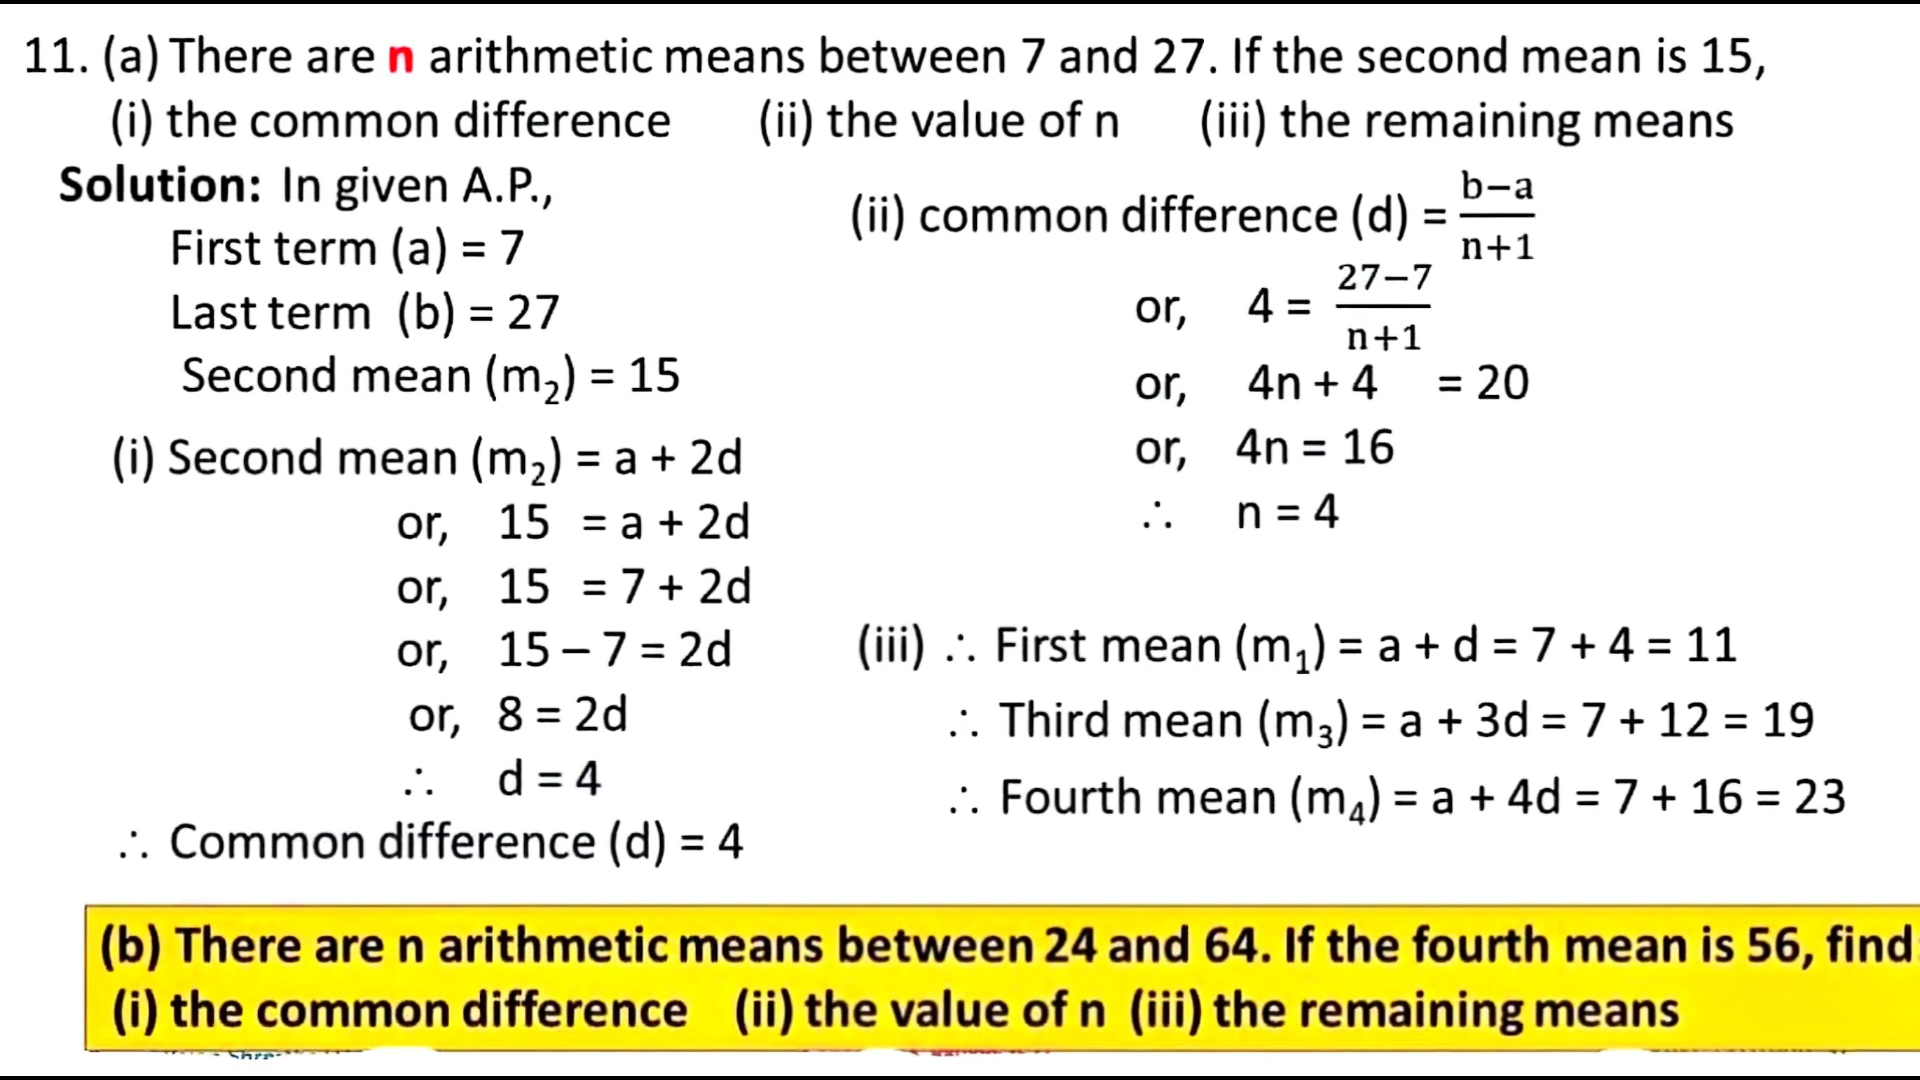 11. (a) There are n arithmetic means between 7 and 27. If the second mean is 15,
(i) the common difference (ii) the value of n (iii) the remaining means
Solution: In given A.P.,
First term (a) = 7
Last term (b) = 27
Second mean (m₂) = 15
(i) Second mean (m₂) = a + 2d
or, 15 = a + 2d
or, 15 = 7 + 2d
or, 15 – 7 = 2d
or, 8 = 2d
∴ d = 4
∴ Common difference (d) = 4
(ii) common difference (d) = b−a/n+1
or, 4 = 27−7/n+1
or, 4n + 4 = 20
or, 4n = 16
∴ n = 4
(iii) ∴ First mean (m₁) = a + d = 7 + 4 = 11
∴ Third mean (m₃) = a + 3d = 7 + 12 = 19
∴ Fourth mean (m₄) = a + 4d = 7 + 16 = 23
(b) There are n arithmetic means between 24 and 64. If the fourth mean is 56, find
(i) the common difference (ii) the value of n (iii) the remaining means